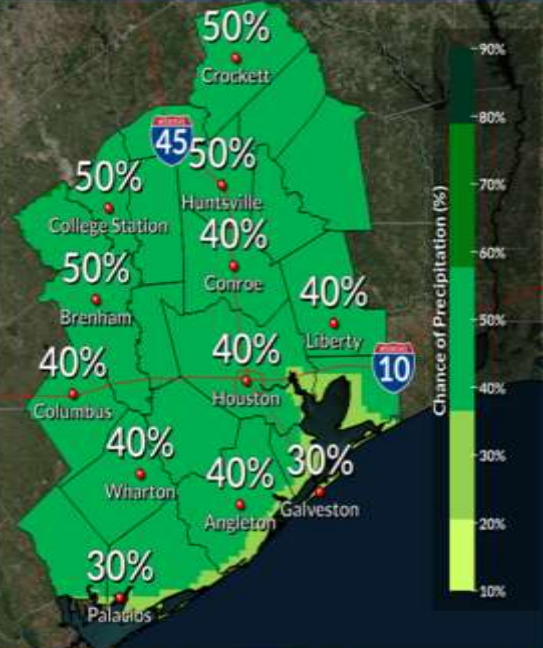 50%
Crockett
INTERSTATE
45
50%
Huntsville
50%
College Station
40%
Conroe
50%
Brenham
40%
Liberty
40%
Columbus
40%
Houston
INTERSTATE
10
40%
Wharton
40%
Angleton
30%
Galveston
30%
Palacios
Chance of Precipitation (%)
90%
80%
70%
60%
50%
40%
30%
20%
10%